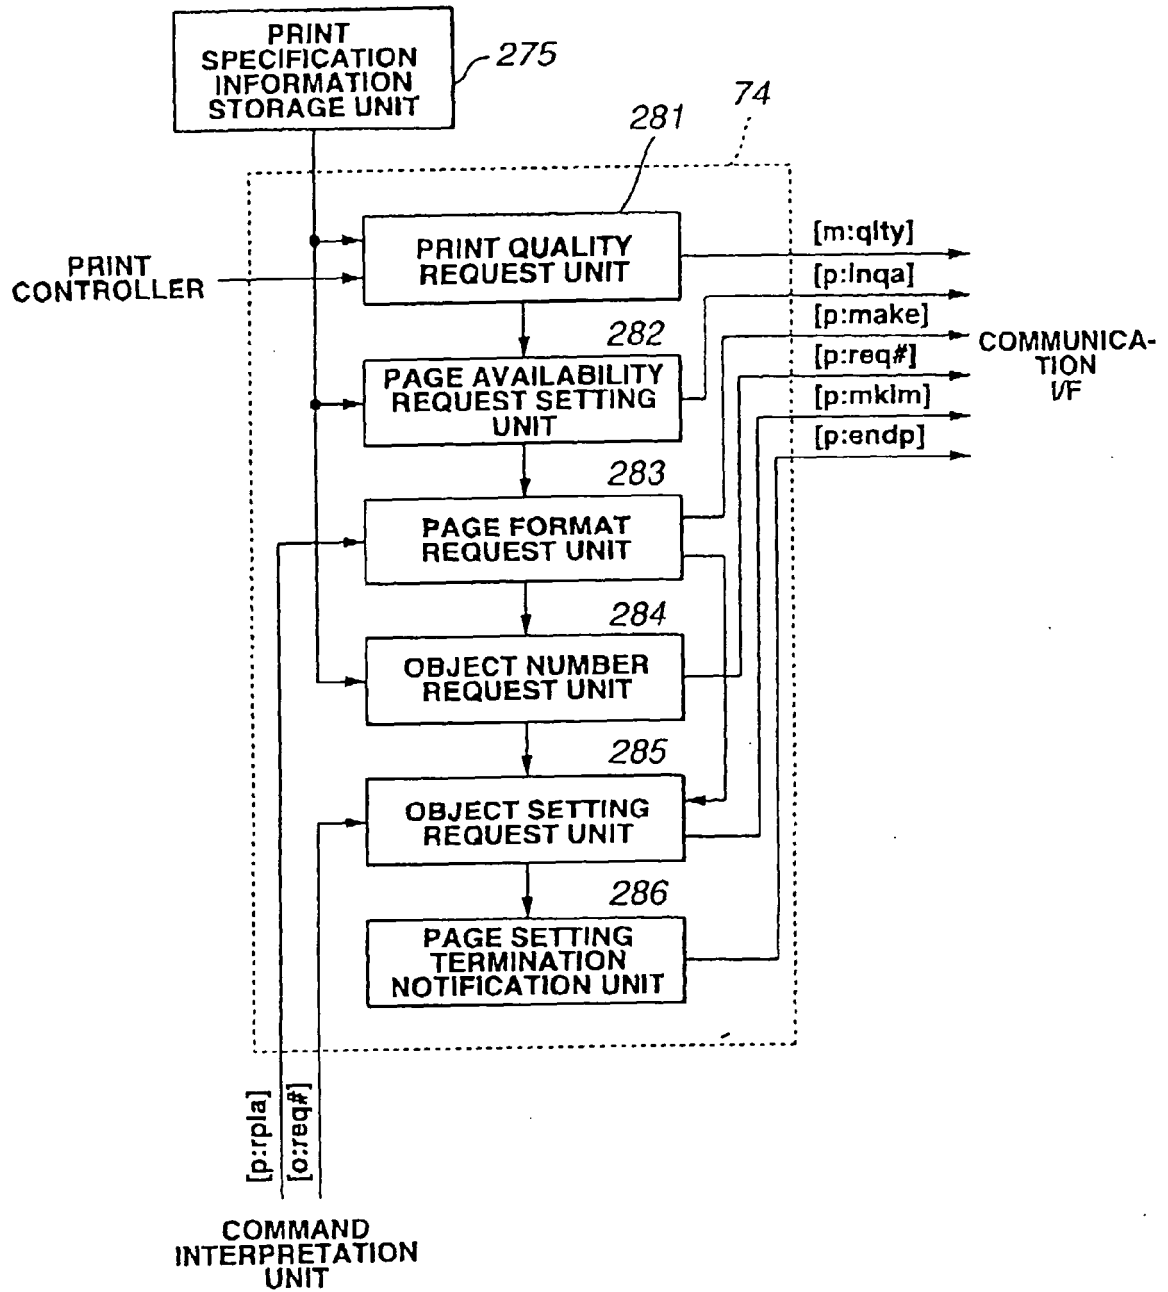 PRINT
SPECIFICATION
INFORMATION
STORAGE UNIT
275
74
281
PRINT QUALITY
REQUEST UNIT
PRINT
CONTROLLER
[m:qlty]
[p:Inqa]
[p:make]
[p:req#]
[p:mkim]
[p:endp]
COMMUNICA-
TION
I/F
282
PAGE AVAILABILITY
REQUEST SETTING
UNIT
283
PAGE FORMAT
REQUEST UNIT
284
OBJECT NUMBER
REQUEST UNIT
285
OBJECT SETTING
REQUEST UNIT
286
PAGE SETTING
TERMINATION
NOTIFICATION UNIT
[p:rpla]
[o:req#]
COMMAND
INTERPRETATION
UNIT